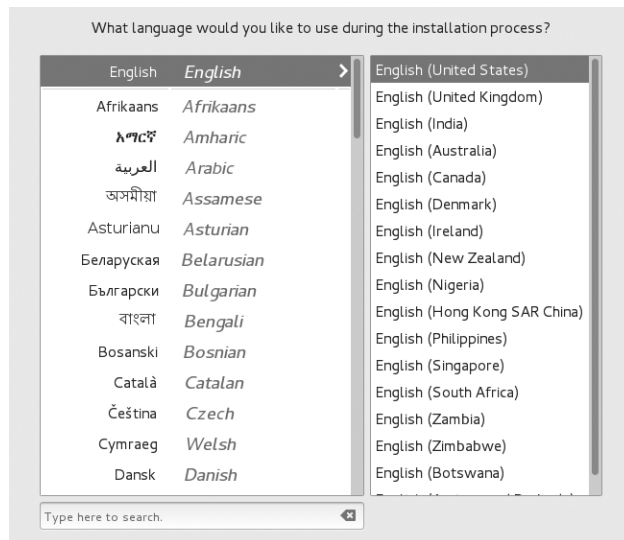 What language would you like to use during the installation process?
English English
Afrikaans Afrikaans
አማርኛ Amharic
العربية Arabic
অসমীয়া Assamese
Asturianu Asturian
Беларуская Belarusian
Български Bulgarian
বাংলা Bengali
Bosanski Bosnian
Català Catalan
Čeština Czech
Cymraeg Welsh
Dansk Danish
Type here to search.
English (United States)
English (United Kingdom)
English (India)
English (Australia)
English (Canada)
English (Denmark)
English (Ireland)
English (New Zealand)
English (Nigeria)
English (Hong Kong SAR China)
English (Philippines)
English (Singapore)
English (South Africa)
English (Zambia)
English (Zimbabwe)
English (Botswana)